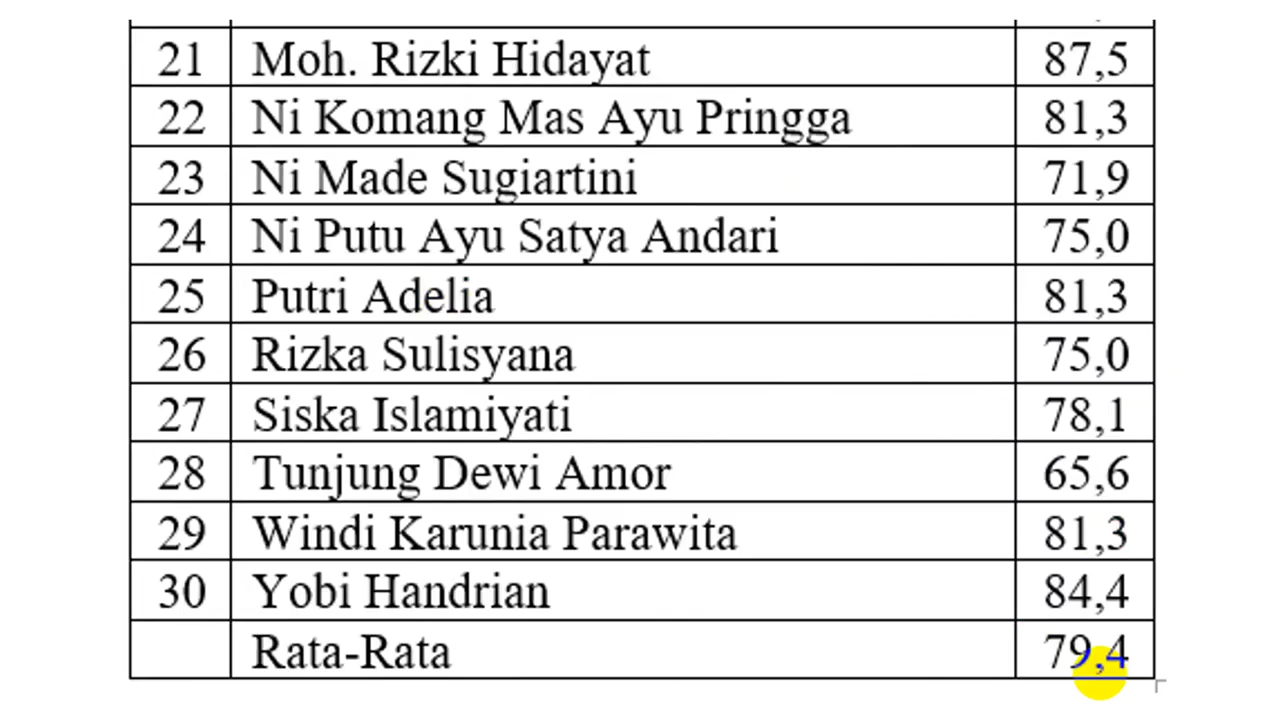 21 Moh. Rizki Hidayat 87,5
22 Ni Komang Mas Ayu Pringga 81,3
23 Ni Made Sugiartini 71,9
24 Ni Putu Ayu Satya Andari 75,0
25 Putri Adelia 81,3
26 Rizka Sulisyana 75,0
27 Siska Islamiyati 78,1
28 Tunjung Dewi Amor 65,6
29 Windi Karunia Parawita 81,3
30 Yobi Handrian 84,4
Rata-Rata 79,4